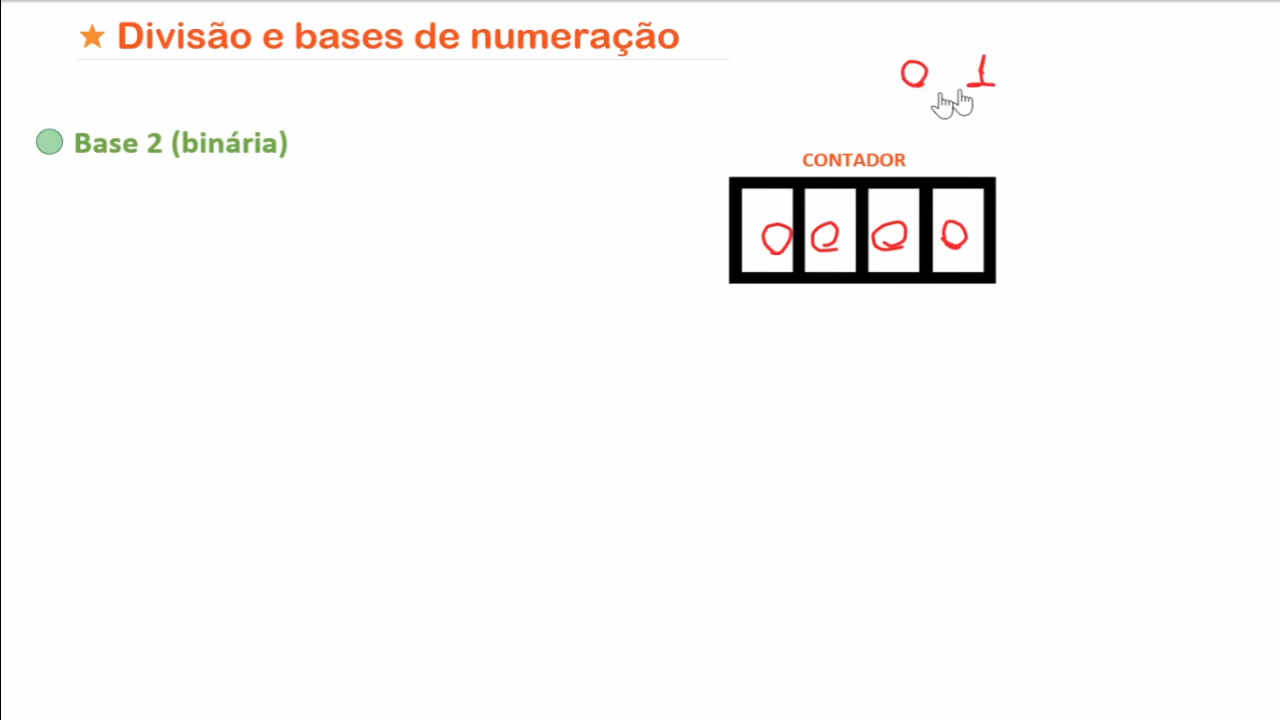 Divisão e bases de numeração
0 1
Base 2 (binária)
CONTADOR
0 0 0 0